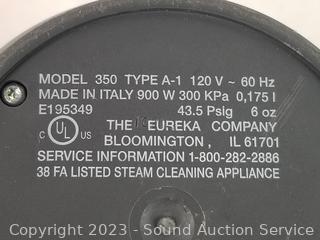 MODEL 350 TYPE A-1 120 V ~ 60 Hz
MADE IN ITALY 900 W 300 KPa 0,175 l
E195349 43.5 Psig 6 oz
C UL US THE EUREKA COMPANY
BLOOMINGTON, IL 61701
SERVICE INFORMATION 1-800-282-2886
38 FA LISTED STEAM CLEANING APPLIANCE
Copyright 2023 - Sound Auction Service